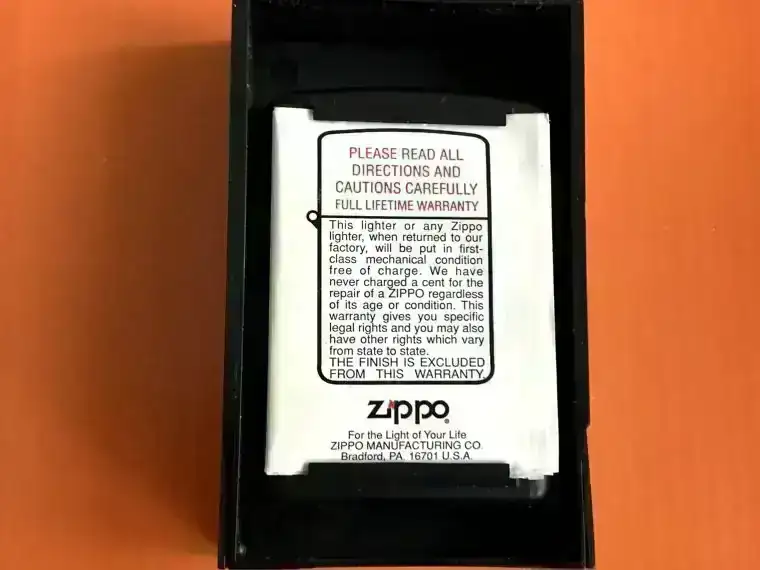 PLEASE READ ALL
DIRECTIONS AND
CAUTIONS CAREFULLY
FULL LIFETIME WARRANTY
This lighter or any Zippo
lighter, when returned to our
factory, will be put in first-
class mechanical condition
free of charge. We have
never charged a cent for the
repair of a ZIPPO regardless
of its age or condition. This
warranty gives you specific
legal rights and you may also
have other rights which vary
from state to state.
THE FINISH IS EXCLUDED
FROM THIS WARRANTY
Zippo®
For the Light of Your Life
ZIPPO MANUFACTURING CO.
Bradford, PA. 16701 U.S.A.